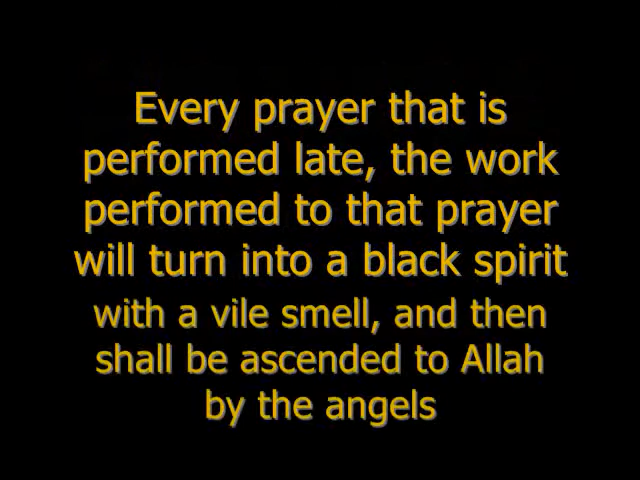 Every prayer that is
performed late, the work
performed to that prayer
will turn into a black spirit
with a vile smell, and then
shall be ascended to Allah
by the angels